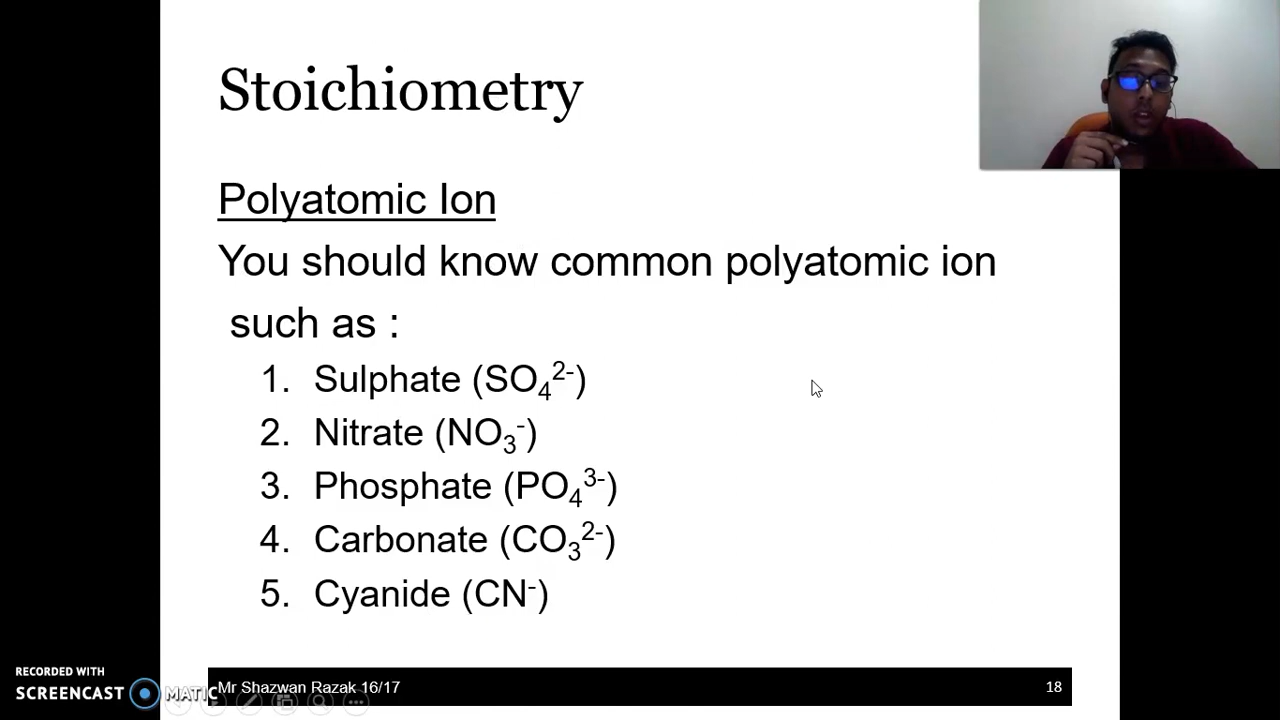 Stoichiometry
Polyatomic Ion
You should know common polyatomic ion
such as :
1. Sulphate (SO₄²⁻)
2. Nitrate (NO₃⁻)
3. Phosphate (PO₄³⁻)
4. Carbonate (CO₃²⁻)
5. Cyanide (CN⁻)
RECORDED WITH
SCREENCAST MATIC
Mr Shazwan Razak 16/17
18